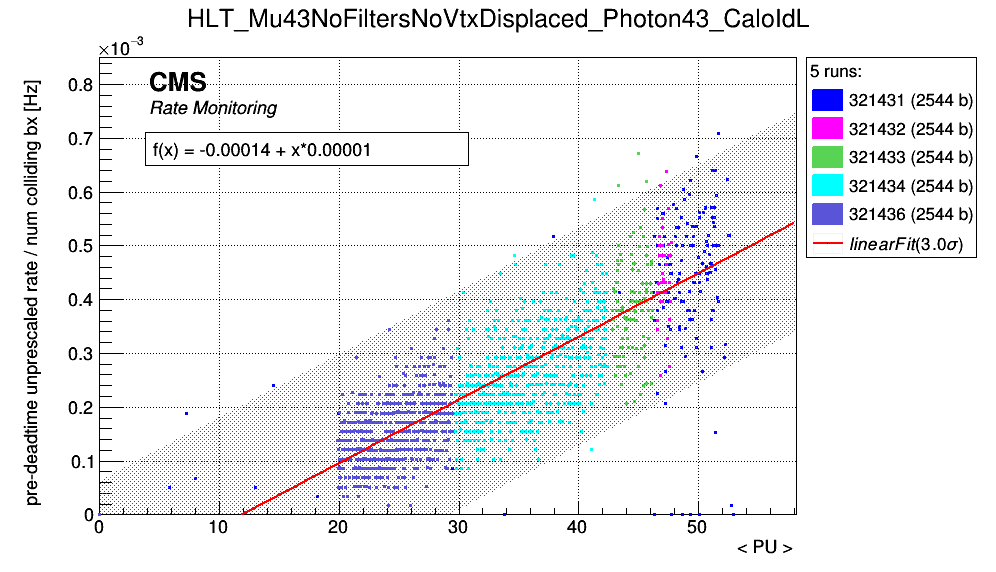 HLT_Mu43NoFiltersNoVtxDisplaced_Photon43_CaloIdL
×10⁻³
CMS
Rate Monitoring
f(x) = -0.00014 + x*0.00001
pre-deadtime unprescaled rate / num colliding bx [Hz]
0.8
0.7
0.6
0.5
0.4
0.3
0.2
0.1
0
0 10 20 30 40 50
< PU >
5 runs:
321431 (2544 b)
321432 (2544 b)
321433 (2544 b)
321434 (2544 b)
321436 (2544 b)
linearFit(3.0σ)